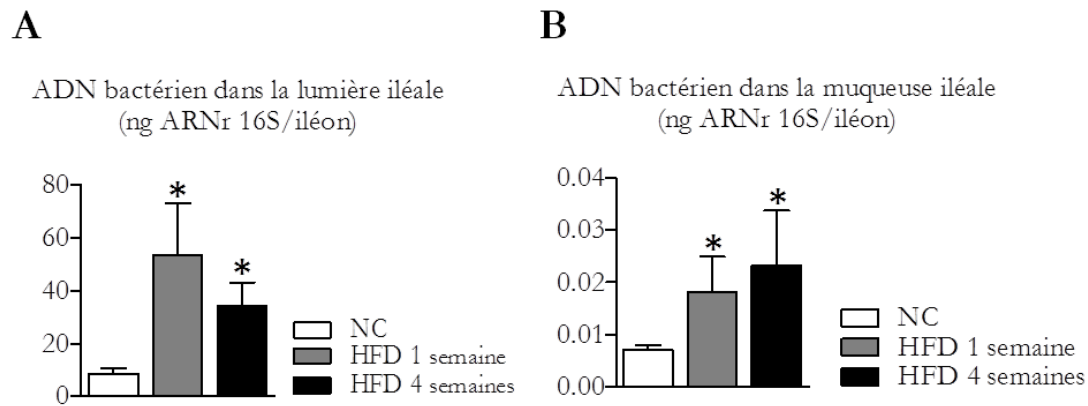 A
ADN bactérien dans la lumière iléale
(ng ARNr 16S/iléon)
80
60
40
20
0
*
*
NC
HFD 1 semaine
HFD 4 semaines
B
ADN bactérien dans la muqueuse iléale
(ng ARNr 16S/iléon)
0.04
0.03
0.02
0.01
0.00
*
*
NC
HFD 1 semaine
HFD 4 semaines